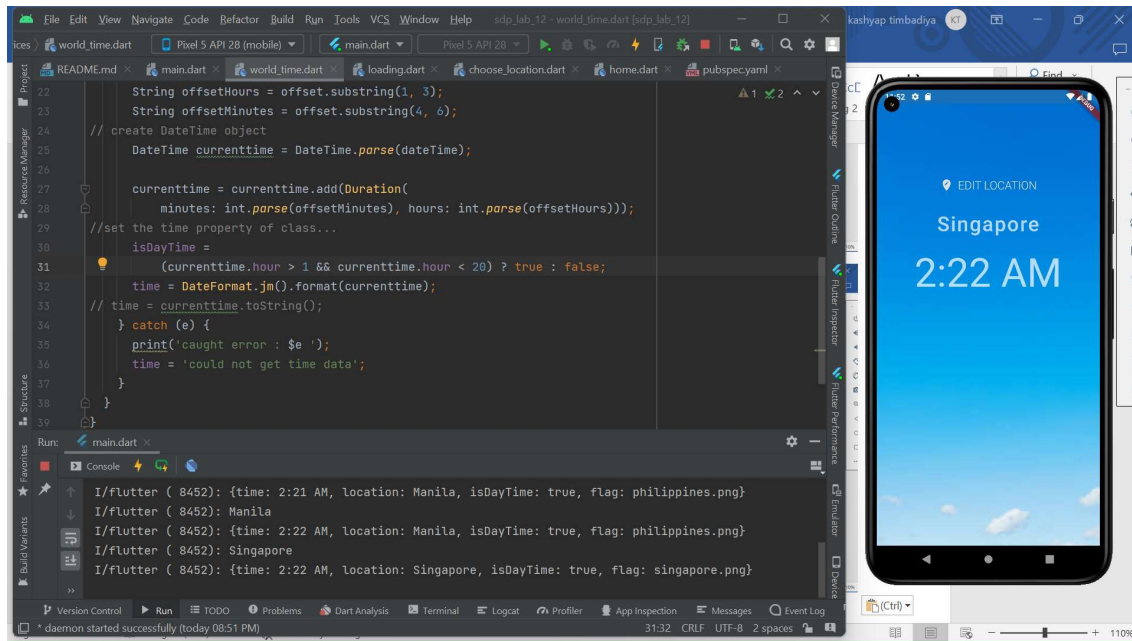 File Edit View Navigate Code Refactor Build Run Tools VCS Window Help sdp_lab_12 - world_time.dart [sdp_lab_12]
kashyap timbadiya KT
ices world_time.dart Pixel 5 API 28 (mobile) main.dart Pixel 5 API 28
README.md main.dart world_time.dart loading.dart choose_location.dart home.dart pubspec.yaml
Find
22 String offsetHours = offset.substring(1, 3);
1 2
23 String offsetMinutes = offset.substring(4, 6);
24 // create DateTime object
25 DateTime currenttime = DateTime.parse(dateTime);
26
27 currenttime = currenttime.add(Duration(
28 minutes: int.parse(offsetMinutes), hours: int.parse(offsetHours)));
29 //set the time property of class...
30 isDayTime =
31 (currenttime.hour > 1 && currenttime.hour < 20) ? true : false;
32 time = DateFormat.jm().format(currenttime);
33 // time = currenttime.toString();
34 } catch (e) {
35 print('caught error : $e ');
36 time = 'could not get time data';
37 }
38 }
39 }
Project
Resource Manager
Structure
Favorites
Build Variants
Device Manager
Flutter Outline
Flutter Inspector
Flutter Performance
Emulator
Device
EDIT LOCATION
Singapore
2:22 AM
Run: main.dart
Console
I/flutter ( 8452): {time: 2:21 AM, location: Manila, isDayTime: true, flag: philippines.png}
I/flutter ( 8452): Manila
I/flutter ( 8452): {time: 2:22 AM, location: Manila, isDayTime: true, flag: philippines.png}
I/flutter ( 8452): Singapore
I/flutter ( 8452): {time: 2:22 AM, location: Singapore, isDayTime: true, flag: singapore.png}
Version Control Run TODO Problems Dart Analysis Terminal Logcat Profiler App Inspection Messages Event Log
* daemon started successfully (today 08:51 PM) 31:32 CRLF UTF-8 2 spaces
(Ctrl)
110%